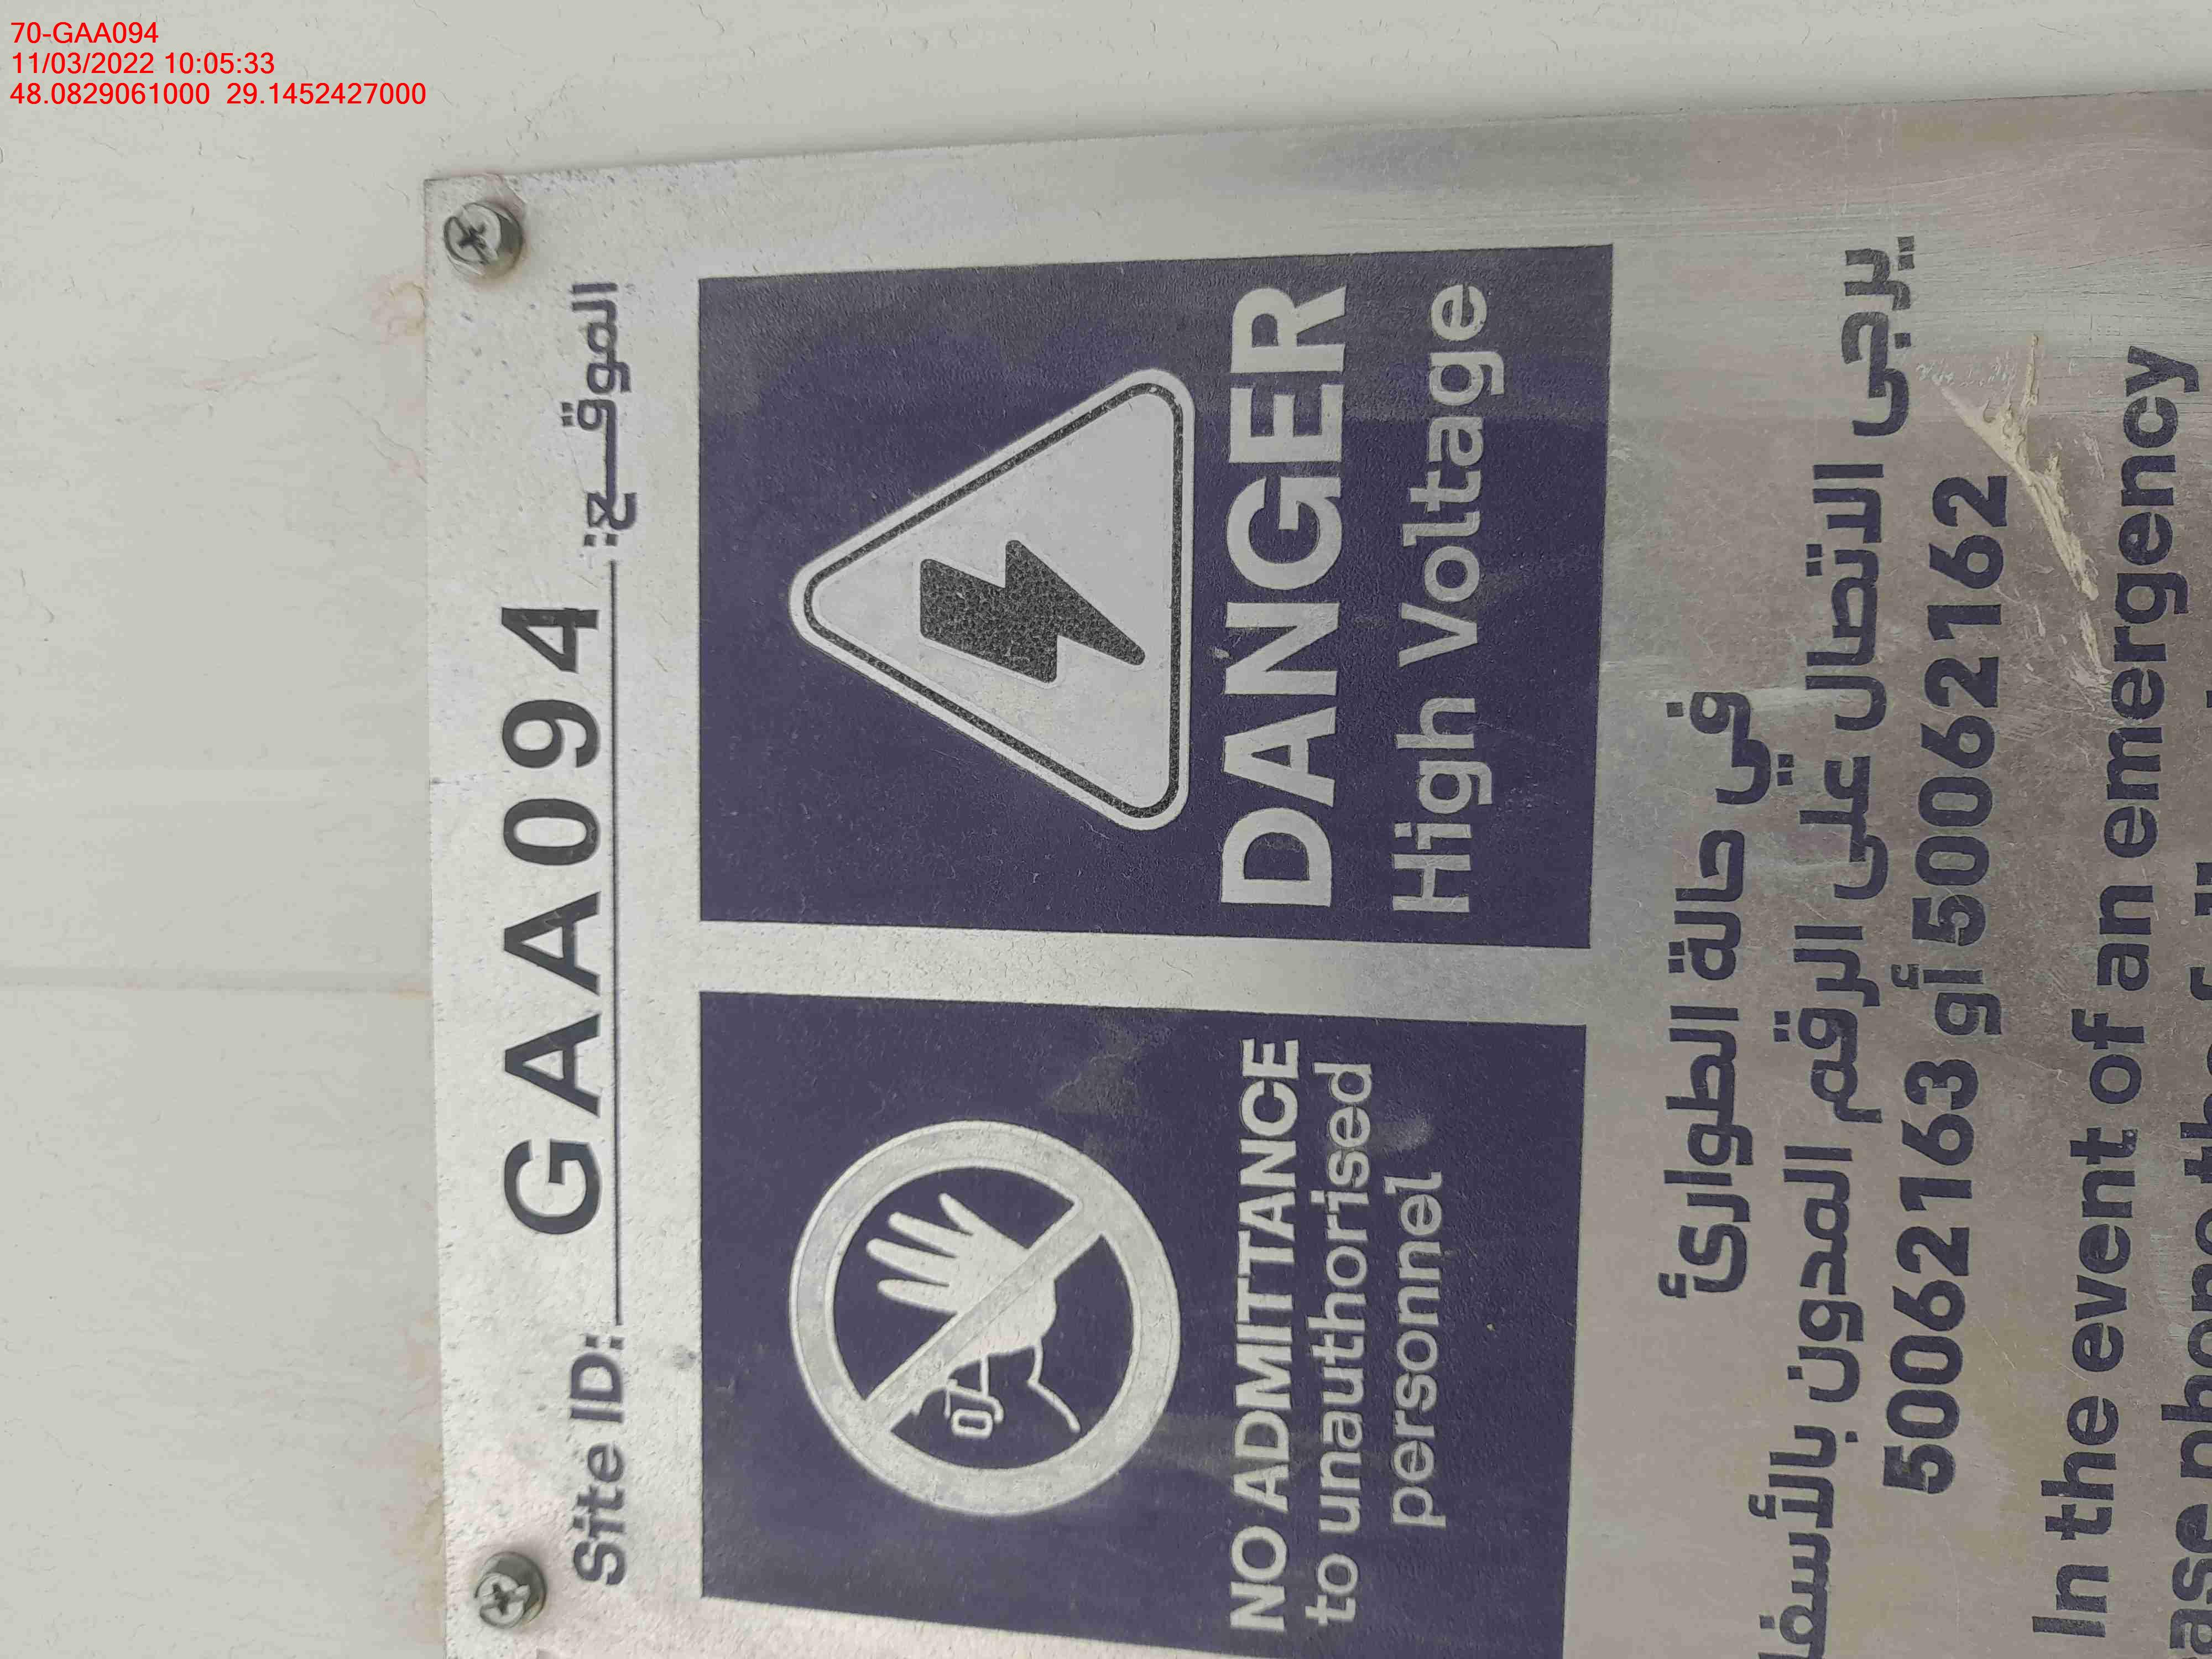 70-GAA094
11/03/2022 10:05:33
48.0829061000 29.1452427000
Site ID: GAA094 الموقـــع:
NO ADMITTANCE
to unauthorised
personnel
DANGER
High Voltage
في حالة الطوارئ
يرجى الاتصال على الرقم المدون بالأسفل
50062163 أو 50062162
In the event of an emergency